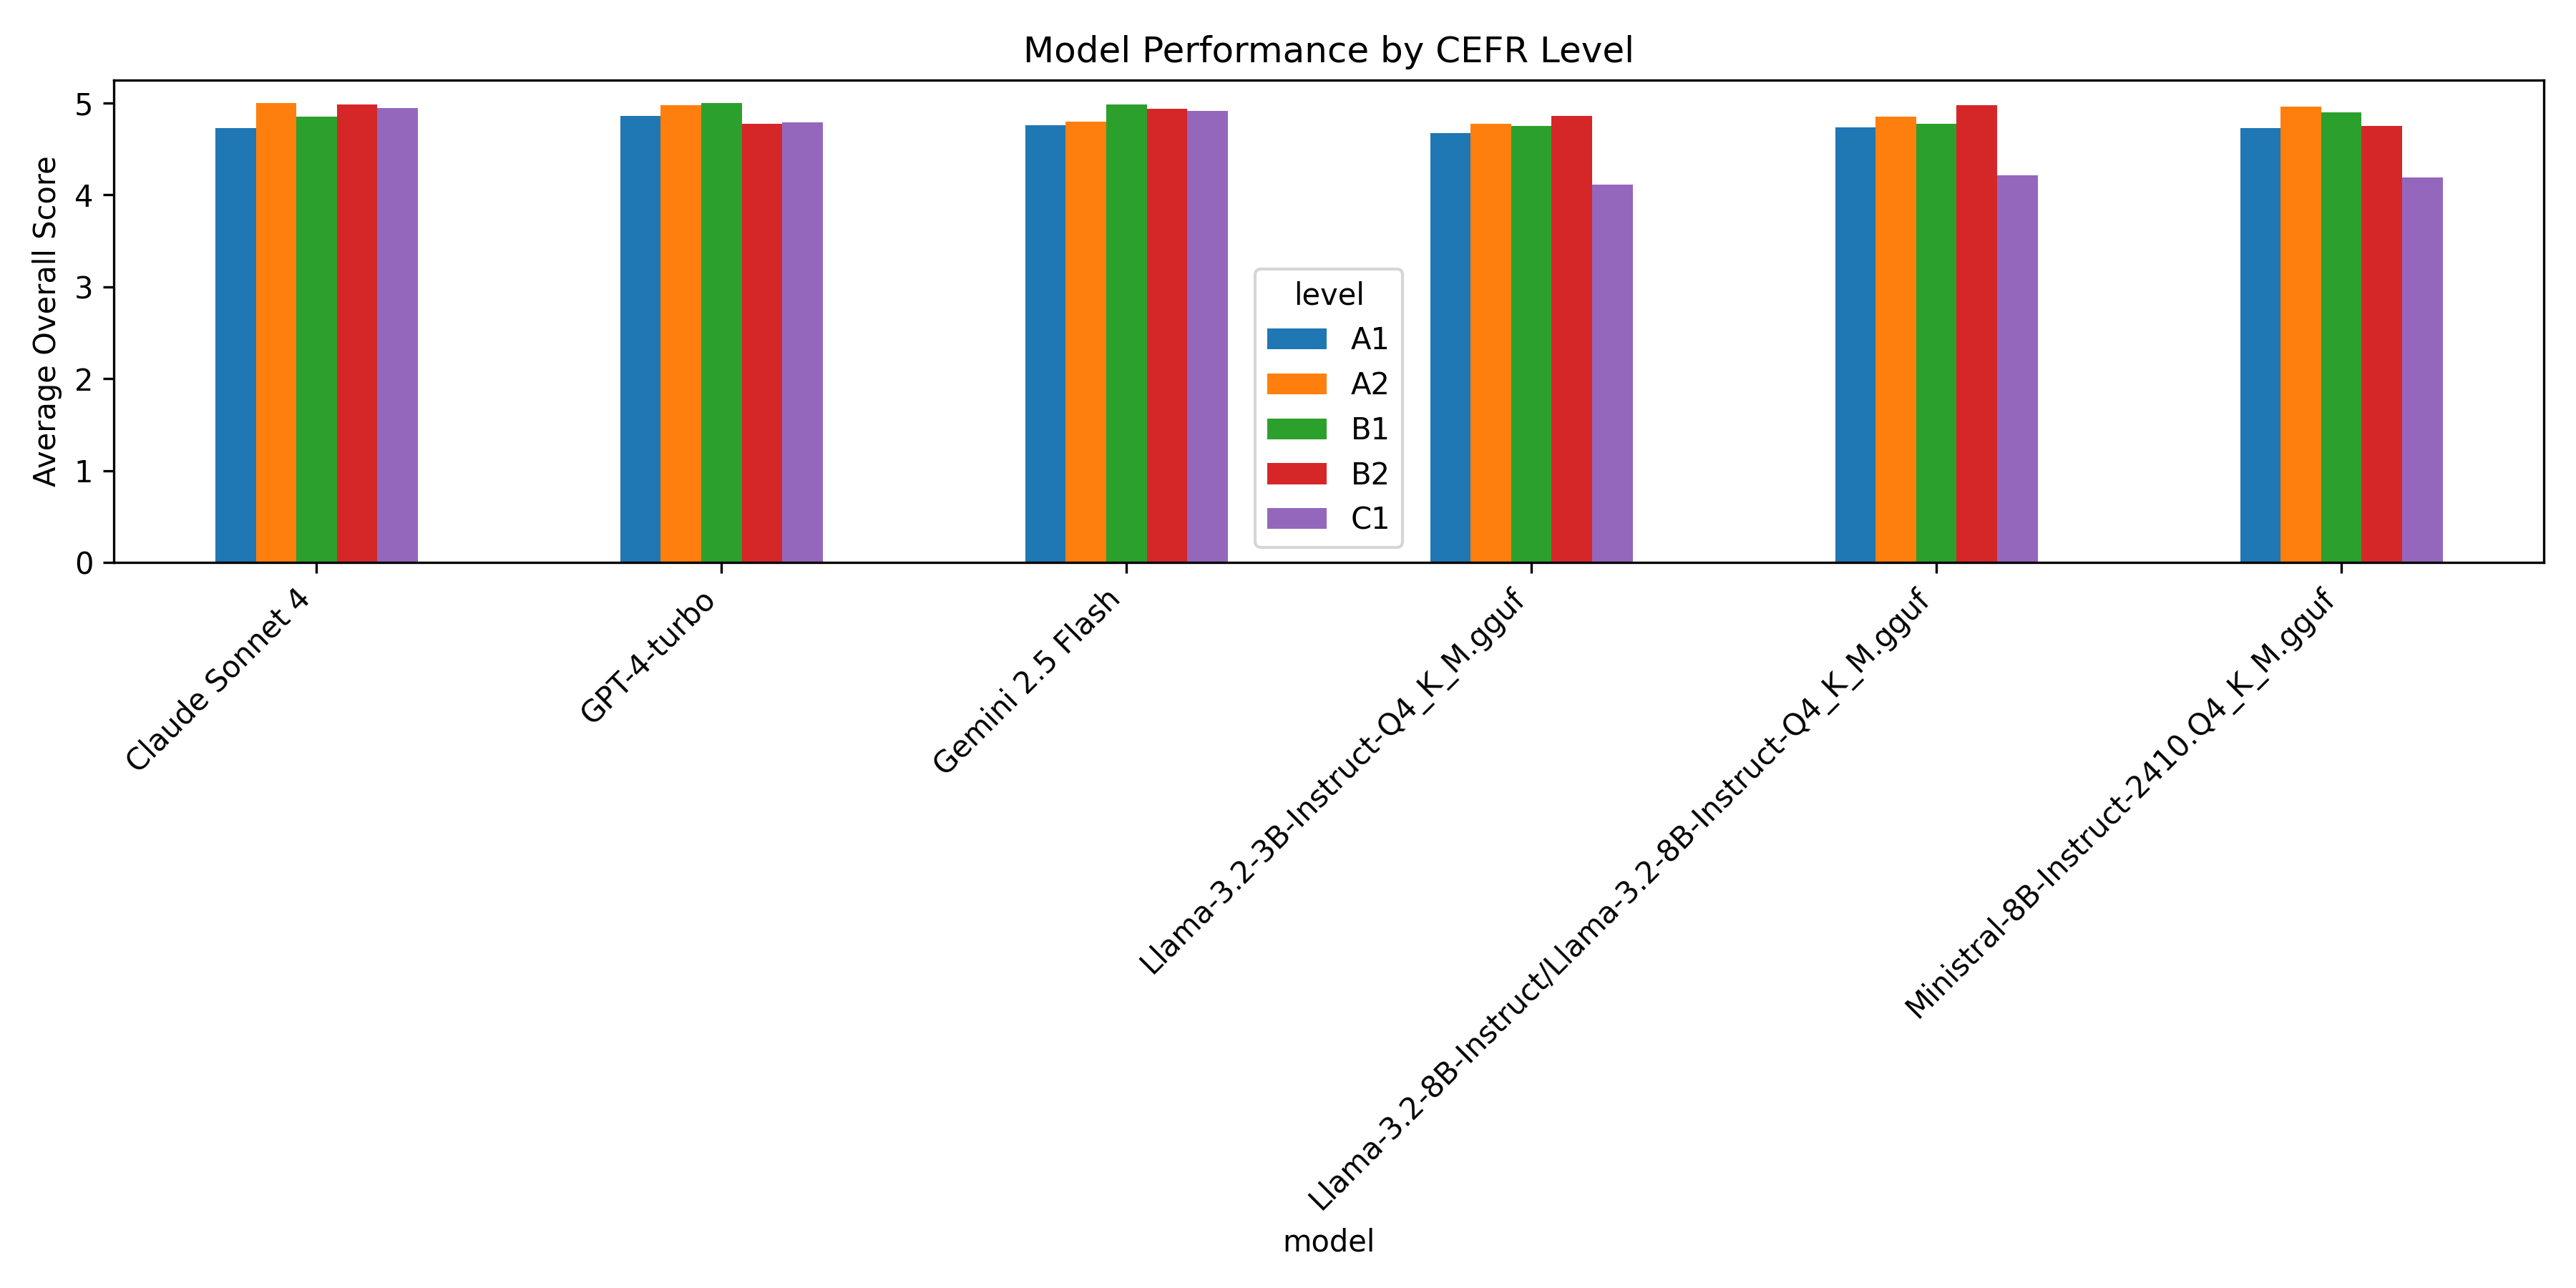 Model Performance by CEFR Level
Average Overall Score
5
4
3
2
1
0
level
A1
A2
B1
B2
C1
Claude Sonnet 4
GPT-4-turbo
Gemini 2.5 Flash
Llama-3.2-3B-Instruct-Q4_K_M.gguf
Llama-3.2-8B-Instruct/Llama-3.2-8B-Instruct-Q4_K_M.gguf
Ministral-8B-Instruct-2410.Q4_K_M.gguf
model